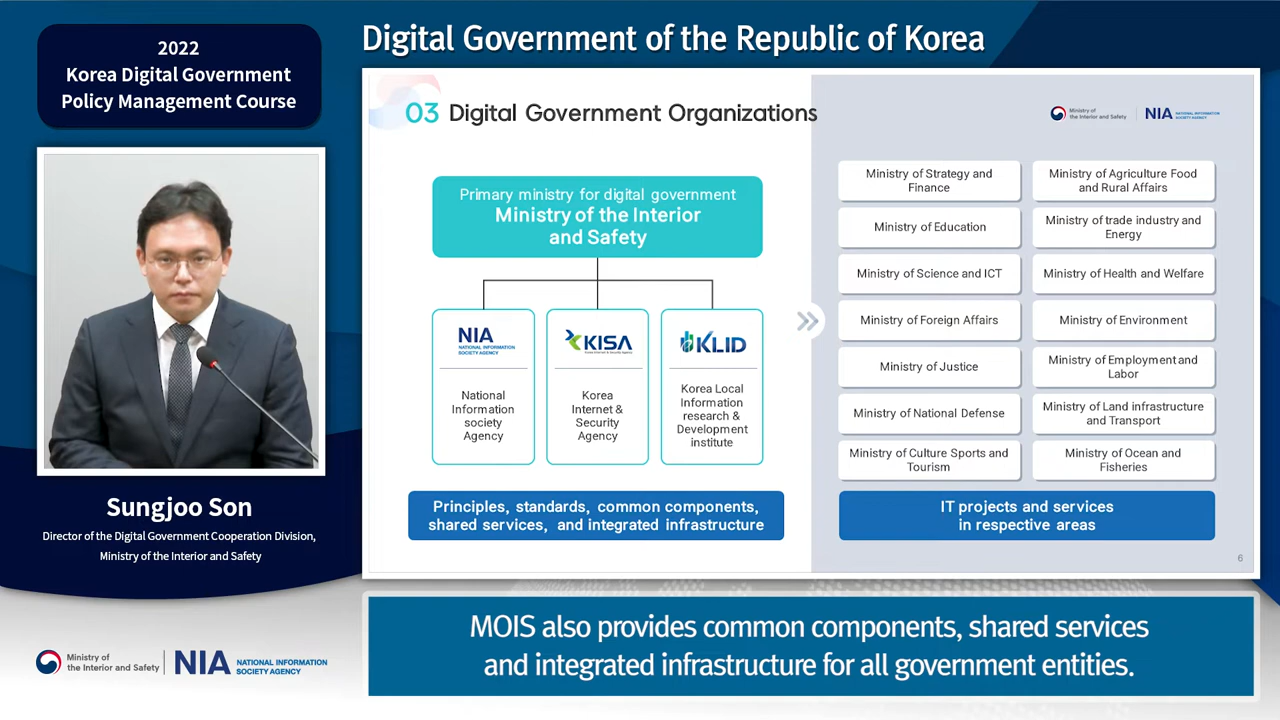 2022
Korea Digital Government
Policy Management Course
Sungjoo Son
Director of the Digital Government Cooperation Division,
Ministry of the Interior and Safety
Ministry of
the Interior and Safety
NIA
NATIONAL INFORMATION
SOCIETY AGENCY
Digital Government of the Republic of Korea
03 Digital Government Organizations
Ministry of
the Interior and Safety
NIA
NATIONAL INFORMATION
SOCIETY AGENCY
Primary ministry for digital government
Ministry of the Interior
and Safety
NIA
NATIONAL INFORMATION
SOCIETY AGENCY
National
Information
society
Agency
KISA
Korea Internet & Security Agency
Korea
Internet &
Security
Agency
KLID
Korea Local
Information
research &
Development
institute
Principles, standards, common components,
shared services, and integrated infrastructure
Ministry of Strategy and
Finance
Ministry of Agriculture Food
and Rural Affairs
Ministry of Education
Ministry of trade industry and
Energy
Ministry of Science and ICT
Ministry of Health and Welfare
Ministry of Foreign Affairs
Ministry of Environment
Ministry of Justice
Ministry of Employment and
Labor
Ministry of National Defense
Ministry of Land infrastructure
and Transport
Ministry of Culture Sports and
Tourism
Ministry of Ocean and
Fisheries
IT projects and services
in respective areas
6
MOIS also provides common components, shared services
and integrated infrastructure for all government entities.